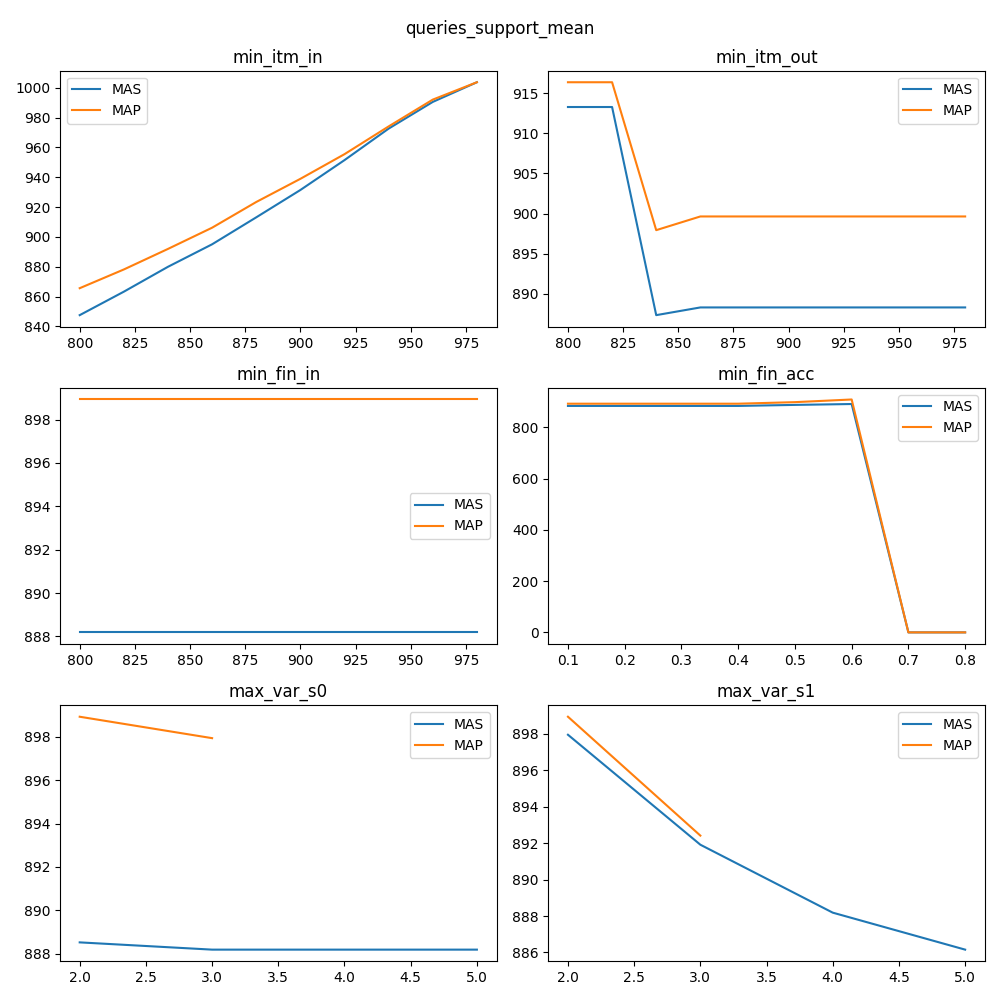 queries_support_mean
min_itm_in
1000
980
960
940
920
900
880
860
840
800 825 850 875 900 925 950 975
MAS
MAP
min_itm_out
915
910
905
900
895
890
800 825 850 875 900 925 950 975
MAS
MAP
min_fin_in
898
896
894
892
890
888
800 825 850 875 900 925 950 975
MAS
MAP
min_fin_acc
800
600
400
200
0
0.1 0.2 0.3 0.4 0.5 0.6 0.7 0.8
MAS
MAP
max_var_s0
898
896
894
892
890
888
2.0 2.5 3.0 3.5 4.0 4.5 5.0
MAS
MAP
max_var_s1
898
896
894
892
890
888
886
2.0 2.5 3.0 3.5 4.0 4.5 5.0
MAS
MAP